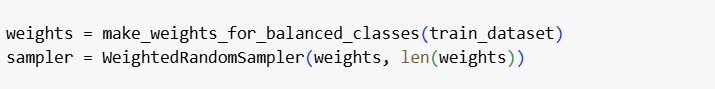 weights = make_weights_for_balanced_classes(train_dataset)
sampler = WeightedRandomSampler(weights, len(weights))